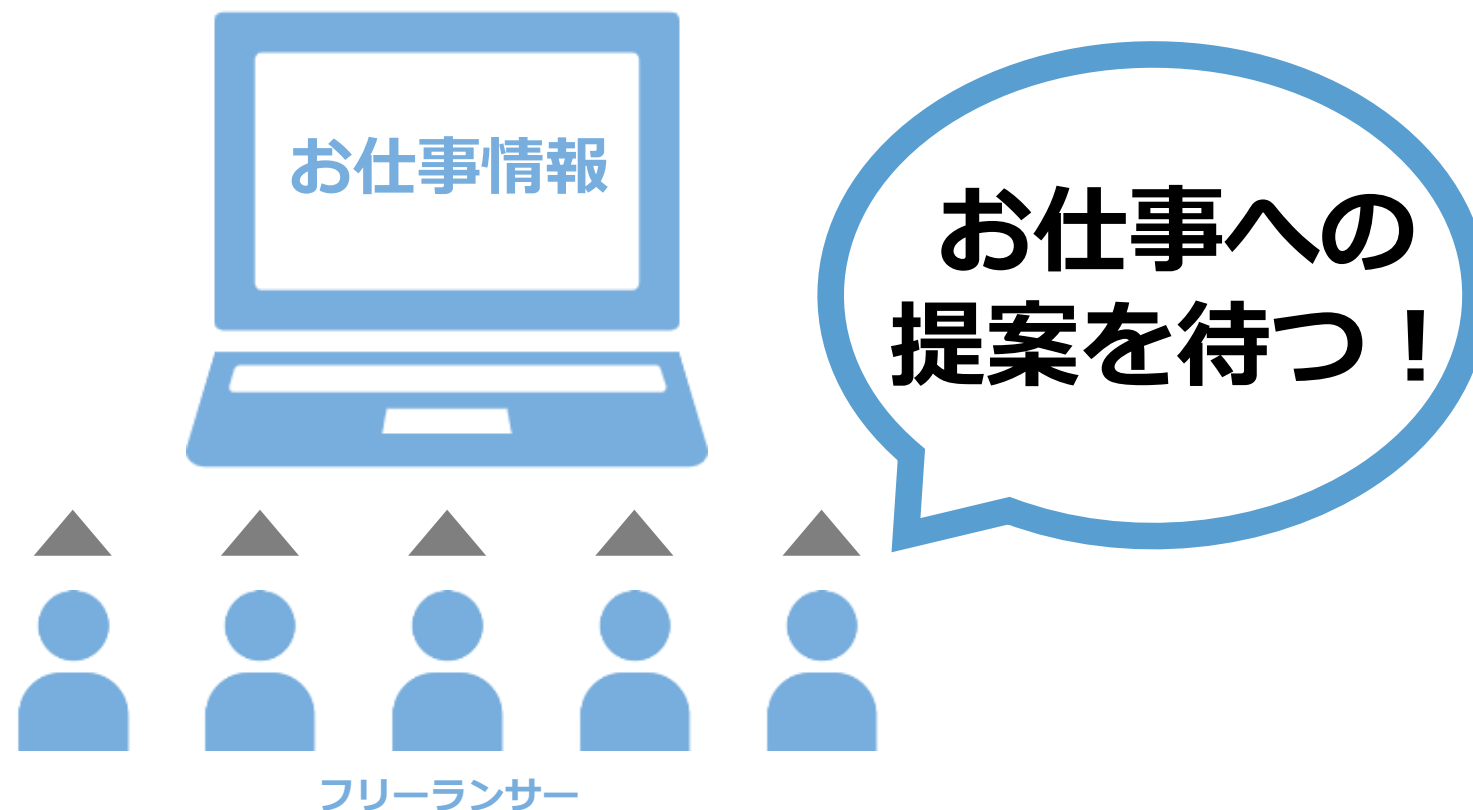 お仕事情報
お仕事への
提案を待つ！
フリーランサー